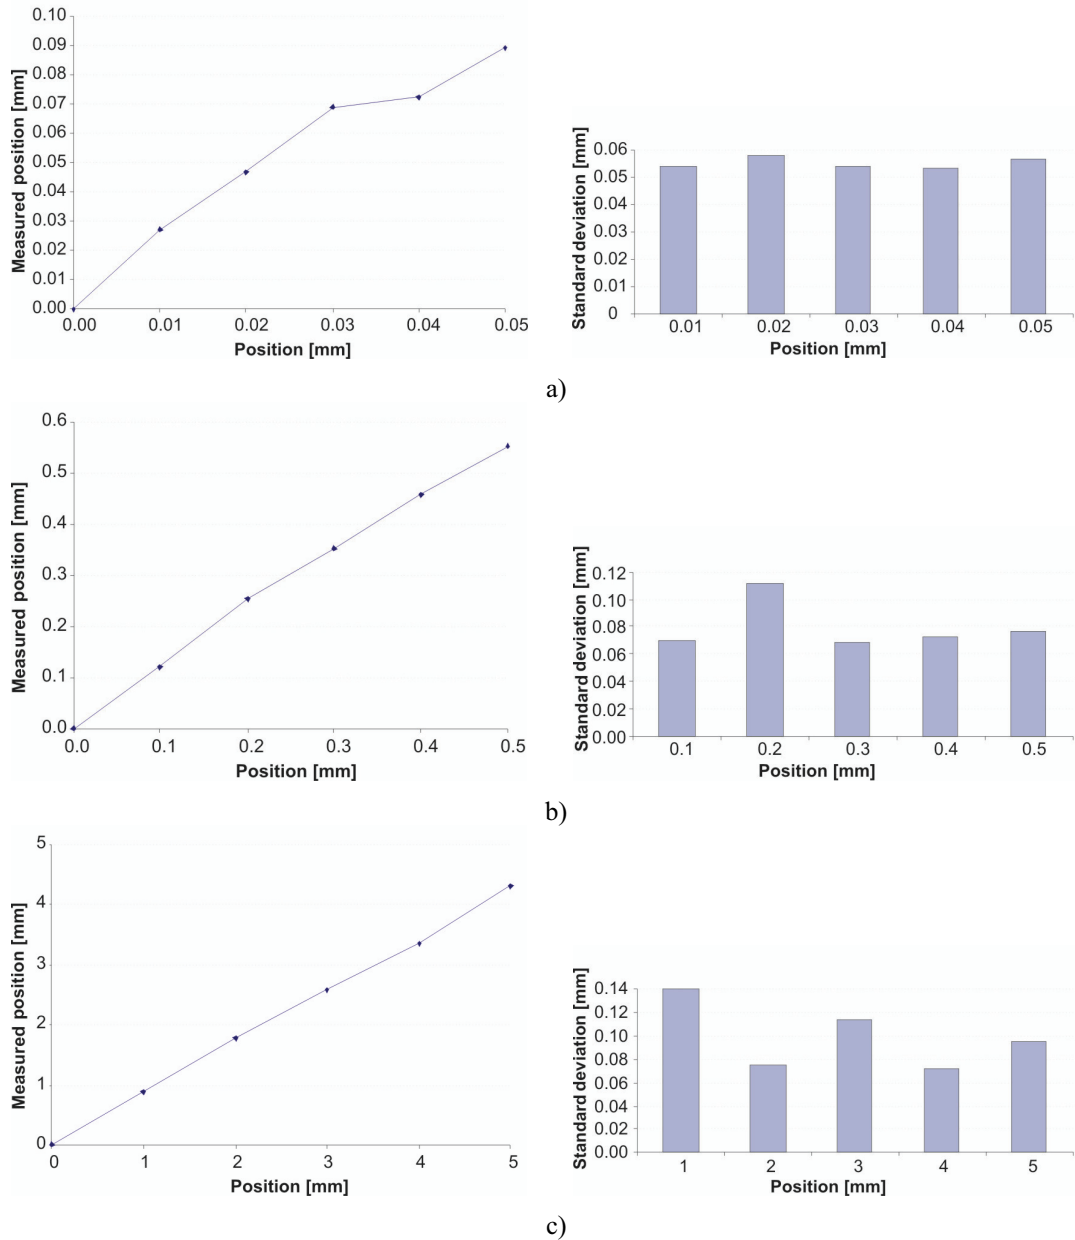 Measured position [mm]
0.10
0.09
0.08
0.07
0.06
0.05
0.04
0.03
0.02
0.01
0.00
0.00 0.01 0.02 0.03 0.04 0.05
Position [mm]
Standard deviation [mm]
0.06
0.05
0.04
0.03
0.02
0.01
0
0.01 0.02 0.03 0.04 0.05
Position [mm]
a)
Measured position [mm]
0.6
0.5
0.4
0.3
0.2
0.1
0.0
0.0 0.1 0.2 0.3 0.4 0.5
Position [mm]
Standard deviation [mm]
0.12
0.10
0.08
0.06
0.04
0.02
0.00
0.1 0.2 0.3 0.4 0.5
Position [mm]
b)
Measured position [mm]
5
4
3
2
1
0
0 1 2 3 4 5
Position [mm]
Standard deviation [mm]
0.14
0.12
0.10
0.08
0.06
0.04
0.02
0.00
1 2 3 4 5
Position [mm]
c)